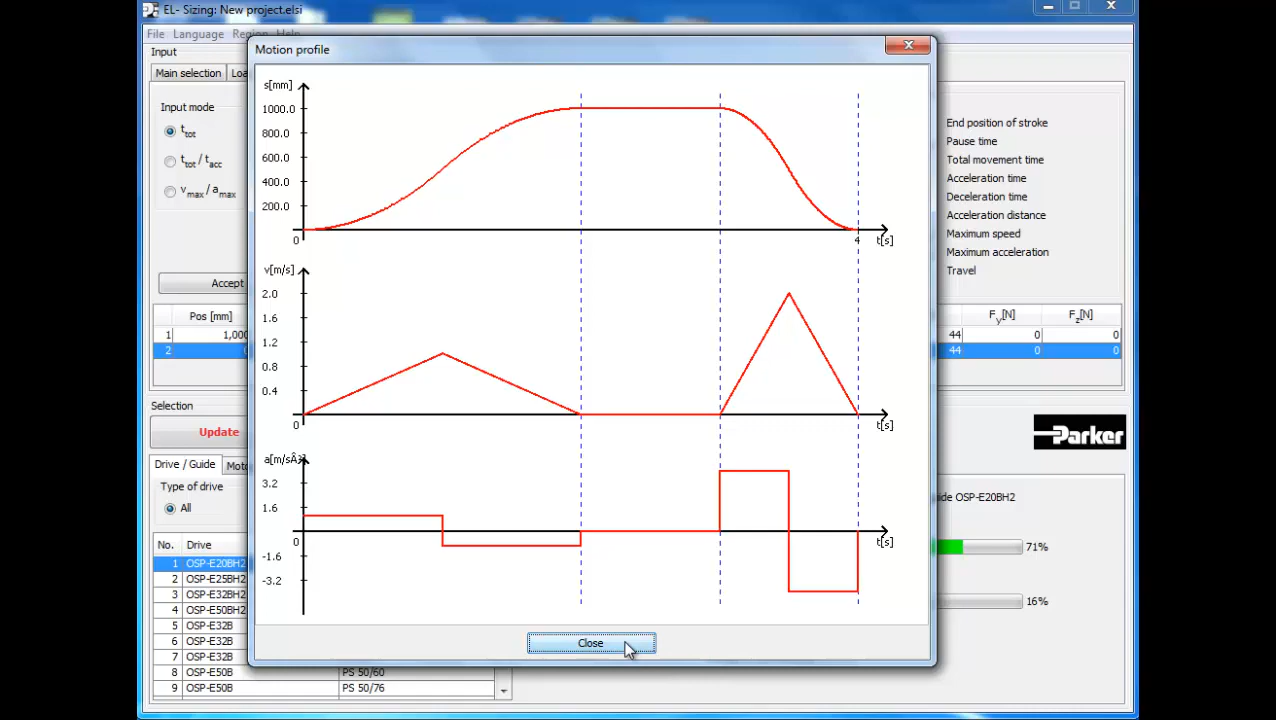 EL- Sizing: New project.elsi
File Language Region Help
Input
Main selection Loa
Input mode
t_tot
t_tot / t_acc
v_max / a_max
Accept
Pos [mm]
1 1,000
2 0
Selection
Update
Drive / Guide Moto
Type of drive
All
No. Drive
1 OSP-E20BH2
2 OSP-E25BH2
3 OSP-E32BH2
4 OSP-E50BH2
5 OSP-E32B
6 OSP-E32B
7 OSP-E32B
8 OSP-E50B PS 50/60
9 OSP-E50B PS 50/76
Motion profile
s[mm]
1000.0
800.0
600.0
400.0
200.0
0 4 t[s]
v[m/s]
2.0
1.6
1.2
0.8
0.4
0 t[s]
a[m/sÂ²]
3.2
1.6
0 t[s]
-1.6
-3.2
Close
End position of stroke
Pause time
Total movement time
Acceleration time
Deceleration time
Acceleration distance
Maximum speed
Maximum acceleration
Travel
F_y[N] F_z[N]
44 0 0
44 0 0
Parker
ide OSP-E20BH2
71%
16%